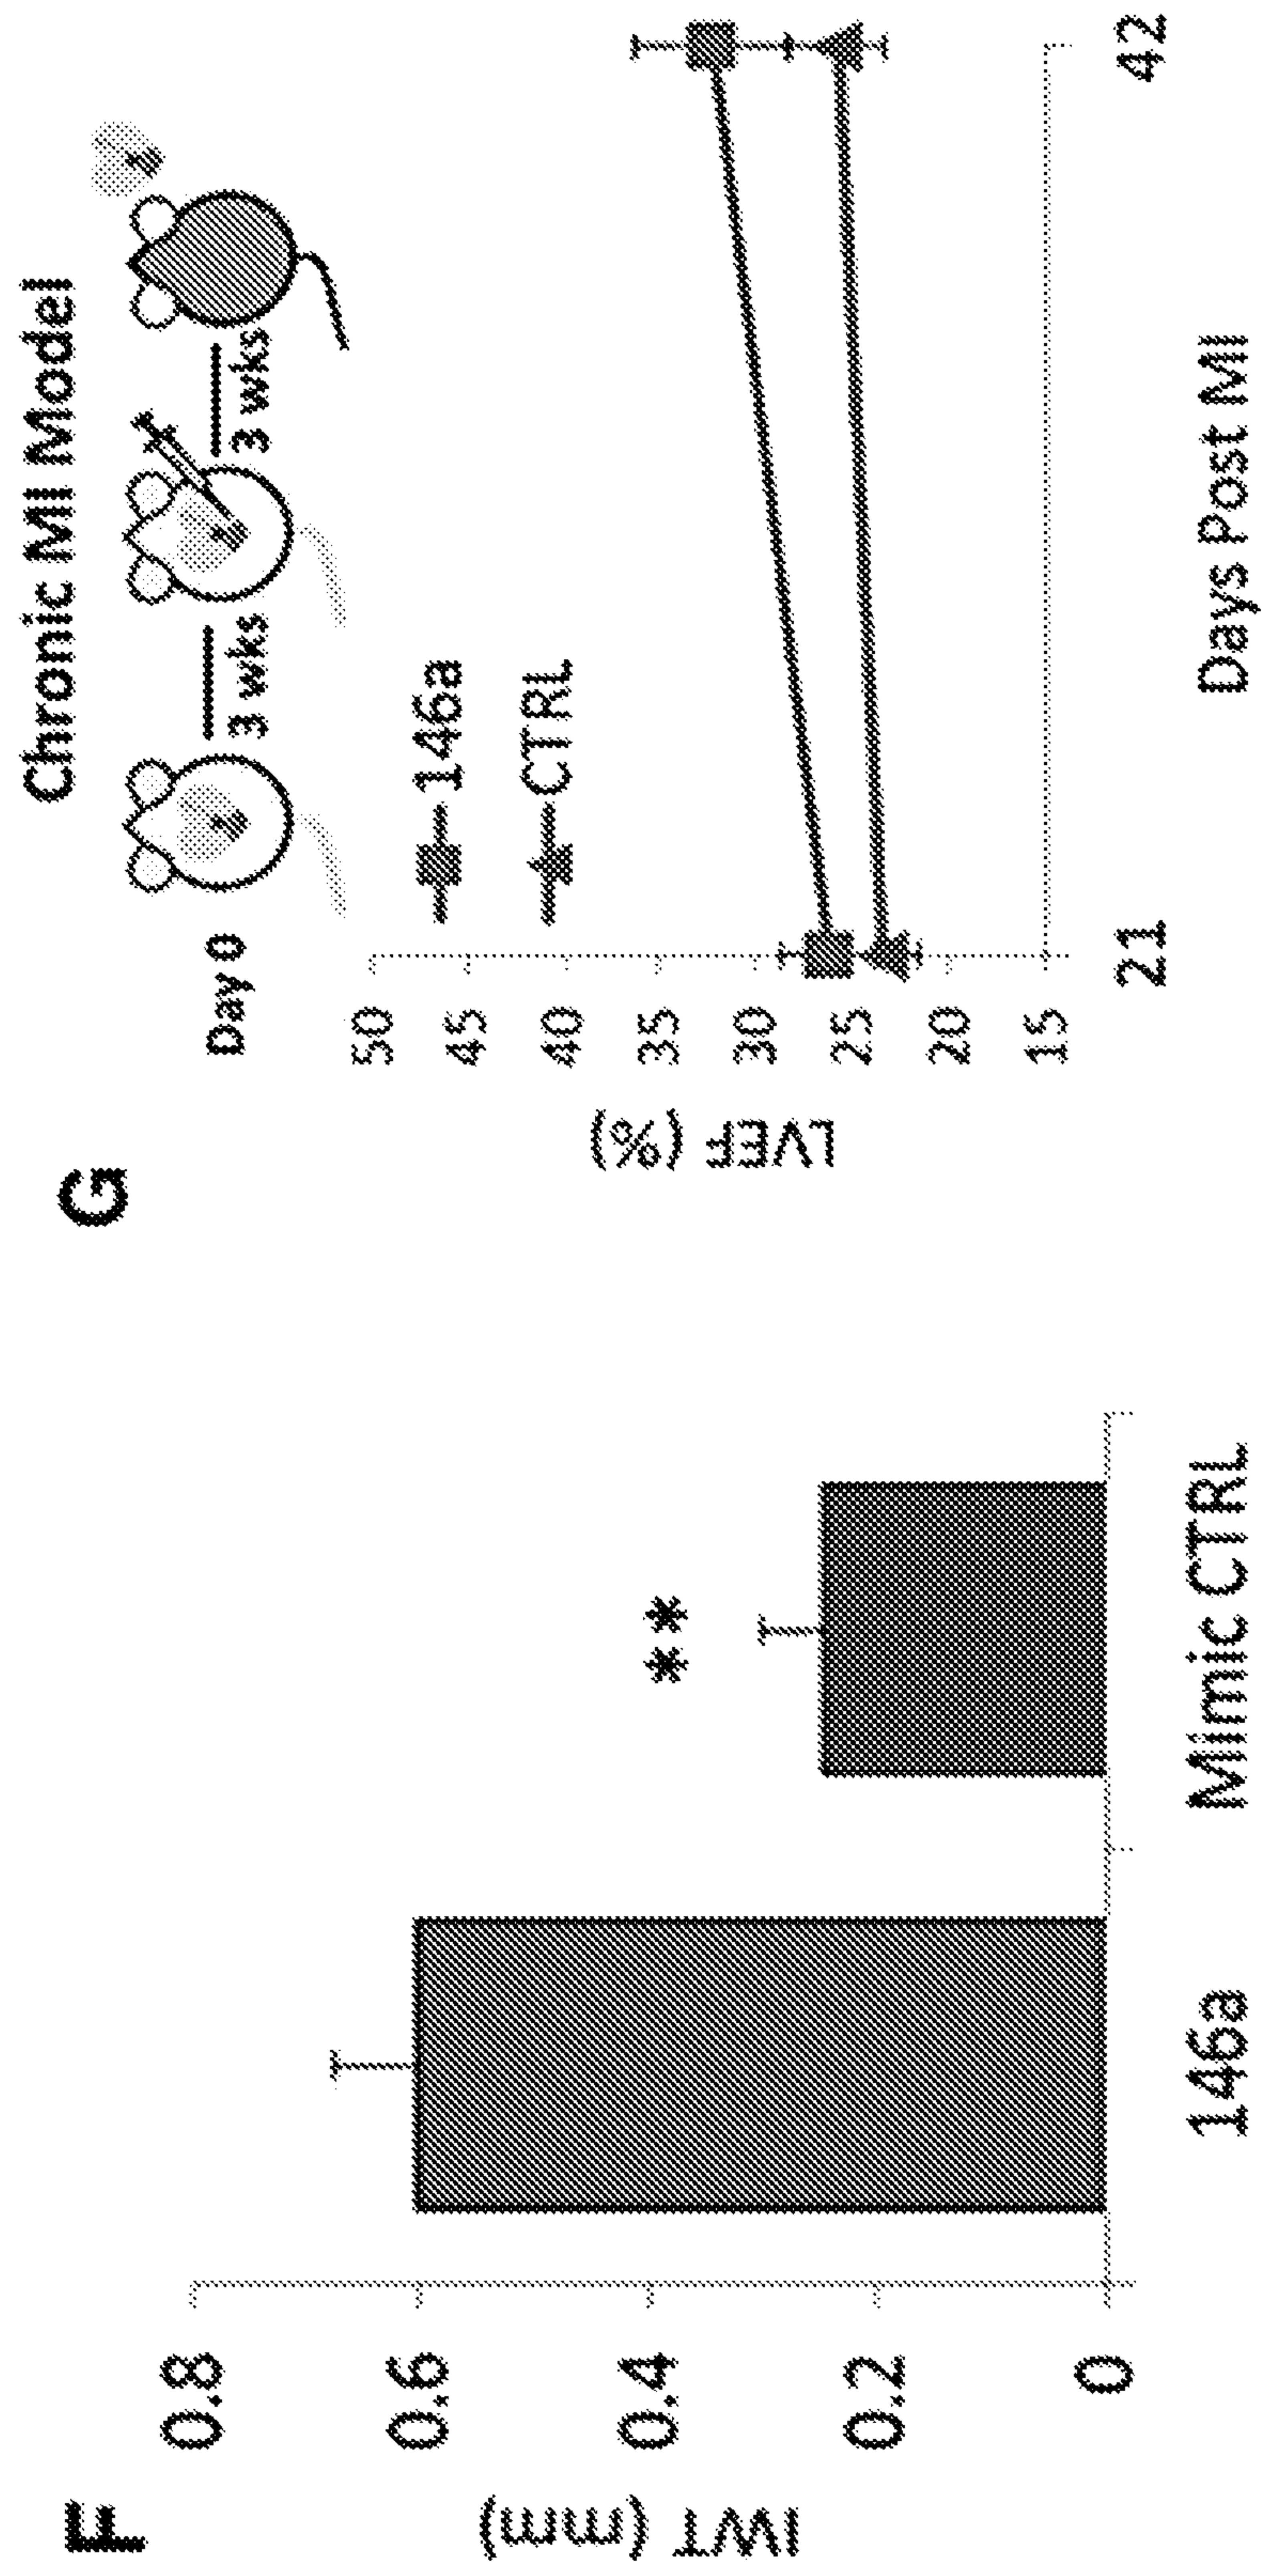 F
IWT (mm)
0.8
0.6
0.4
0.2
0
**
146a
Mimic CTRL
G
Chronic MI Model
Day 0
3 wks
3 wks
146a
CTRL
LVEF (%)
50
45
40
35
30
25
20
15
21
42
Days Post MI